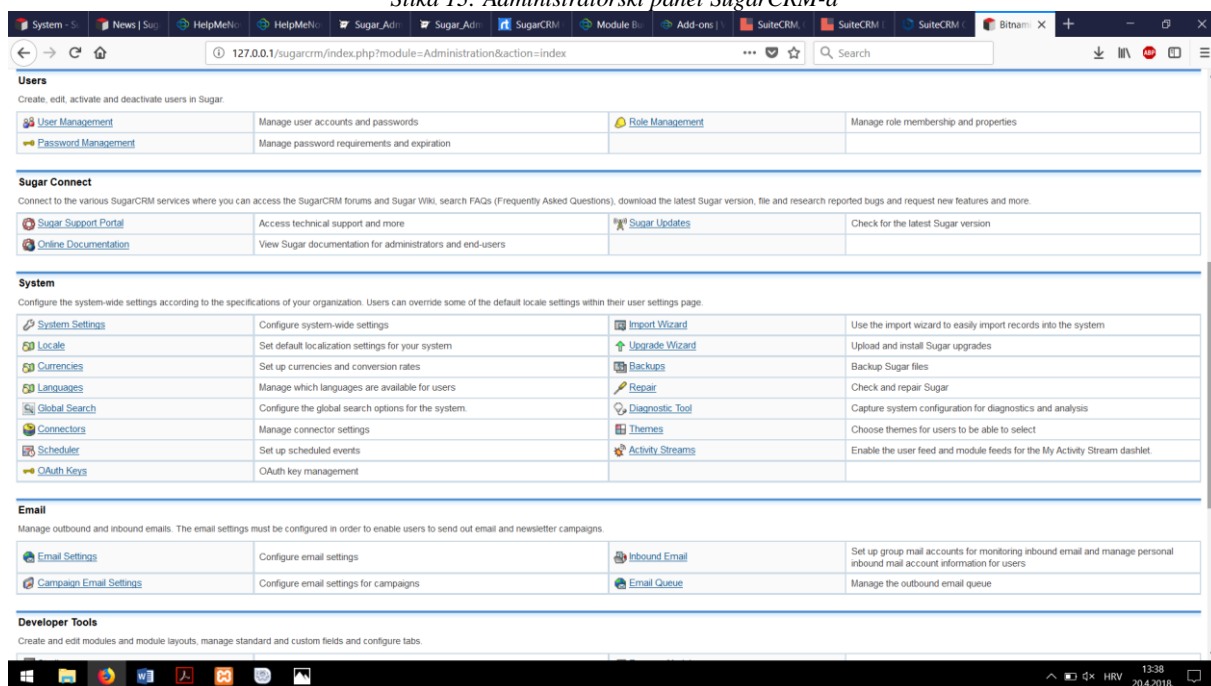 Slika 15. Administratorski panel SugarCRM-a
System - S
News | Sug
HelpMeNo
HelpMeNo
Sugar_Adm
Sugar_Adm
SugarCRM
Module Bu
Add-ons |
SuiteCRM,
SuiteCRM
SuiteCRM
Bitnami
127.0.0.1/sugarcrm/index.php?module=Administration&action=index
Search
Users
Create, edit, activate and deactivate users in Sugar.
User Management Manage user accounts and passwords Role Management Manage role membership and properties
Password Management Manage password requirements and expiration
Sugar Connect
Connect to the various SugarCRM services where you can access the SugarCRM forums and Sugar Wiki, search FAQs (Frequently Asked Questions), download the latest Sugar version, file and research reported bugs and request new features and more.
Sugar Support Portal Access technical support and more Sugar Updates Check for the latest Sugar version
Online Documentation View Sugar documentation for administrators and end-users
System
Configure the system-wide settings according to the specifications of your organization. Users can override some of the default locale settings within their user settings page.
System Settings Configure system-wide settings Import Wizard Use the import wizard to easily import records into the system
Locale Set default localization settings for your system Upgrade Wizard Upload and install Sugar upgrades
Currencies Set up currencies and conversion rates Backups Backup Sugar files
Languages Manage which languages are available for users Repair Check and repair Sugar
Global Search Configure the global search options for the system. Diagnostic Tool Capture system configuration for diagnostics and analysis
Connectors Manage connector settings Themes Choose themes for users to be able to select
Scheduler Set up scheduled events Activity Streams Enable the user feed and module feeds for the My Activity Stream dashlet.
OAuth Keys OAuth key management
Email
Manage outbound and inbound emails. The email settings must be configured in order to enable users to send out email and newsletter campaigns.
Email Settings Configure email settings Inbound Email Set up group mail accounts for monitoring inbound email and manage personal inbound mail account information for users
Campaign Email Settings Configure email settings for campaigns Email Queue Manage the outbound email queue
Developer Tools
Create and edit modules and module layouts, manage standard and custom fields and configure tabs.
HRV
13:38
20.4.2018.